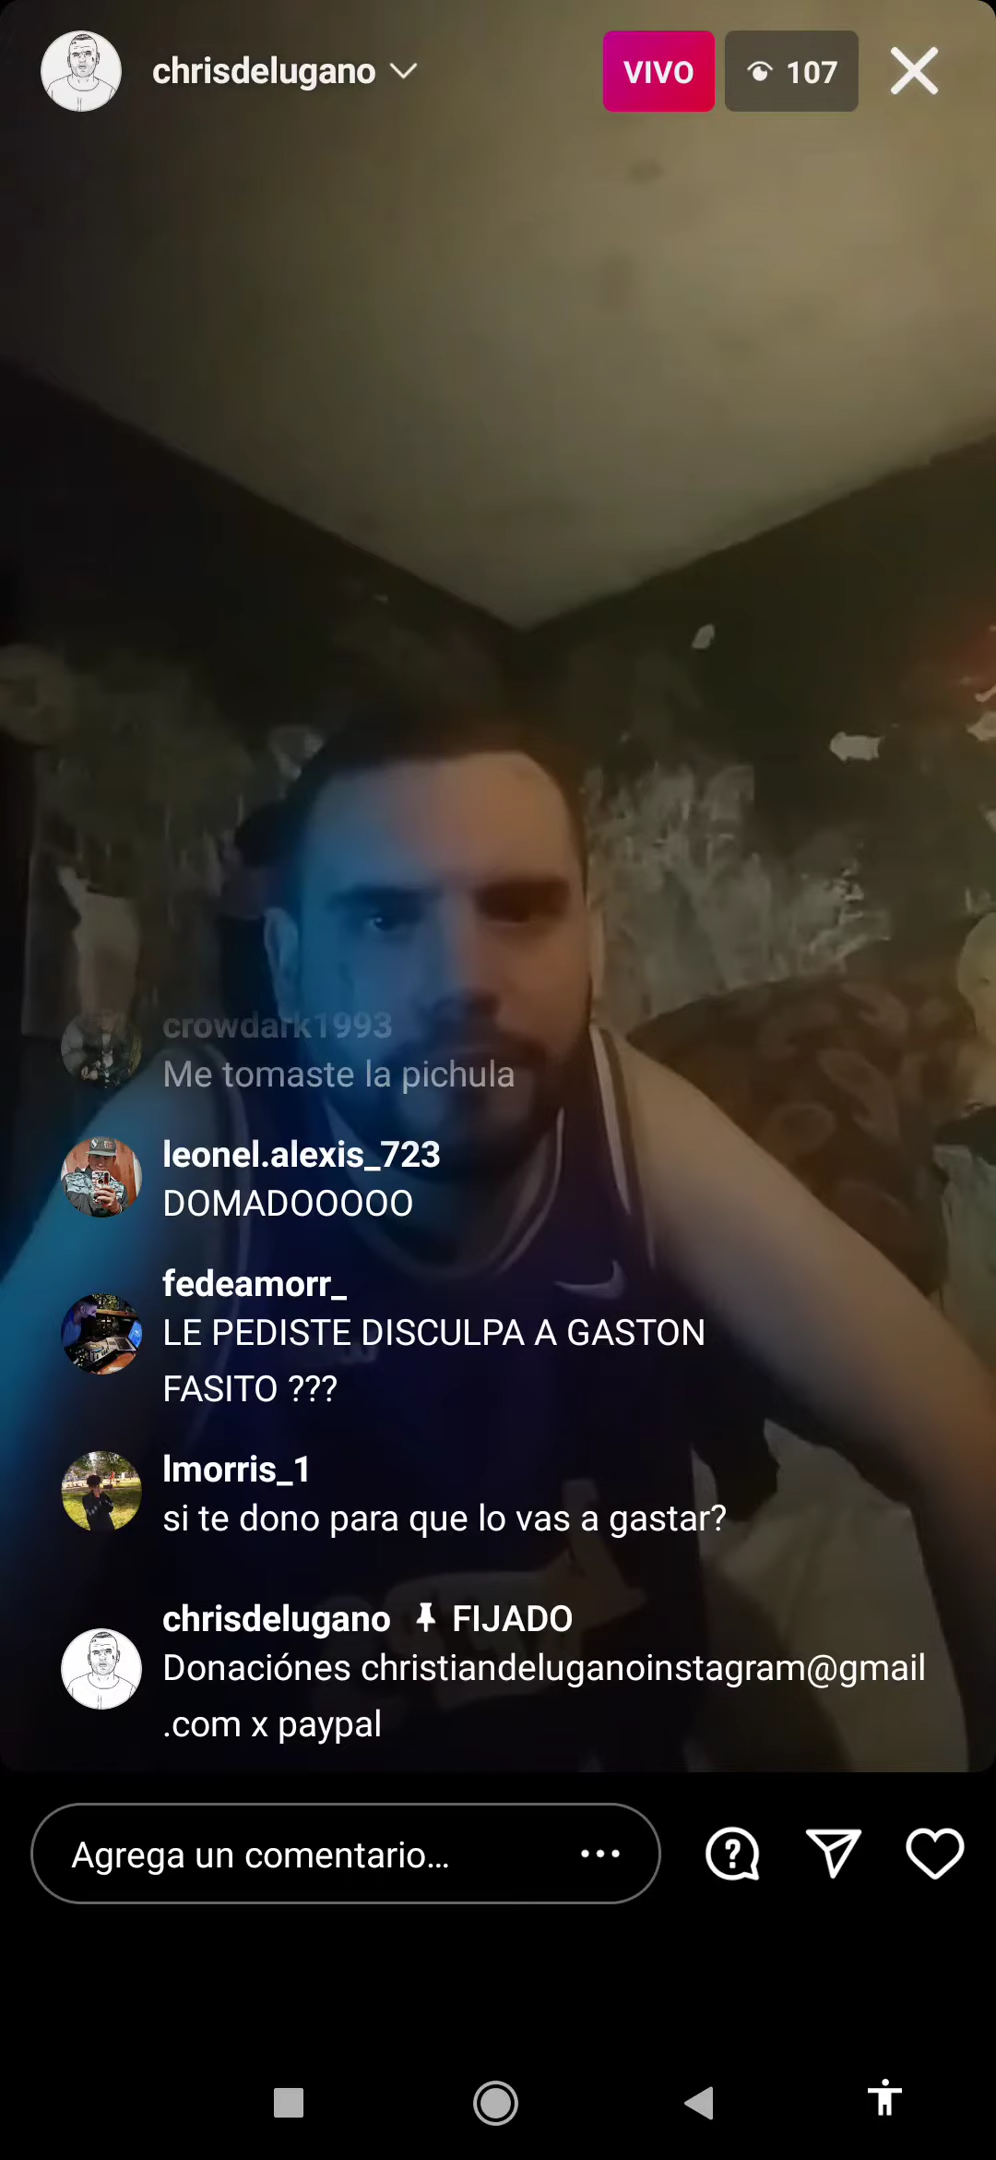 chrisdelugano
VIVO
107
crowdark1993
Me tomaste la pichula
leonel.alexis_723
DOMADOOOOO
fedeamorr_
LE PEDISTE DISCULPA A GASTON
FASITO ???
lmorris_1
si te dono para que lo vas a gastar?
chrisdelugano FIJADO
Donaciónes christiandeluganoinstagram@gmail
.com x paypal
Agrega un comentario...